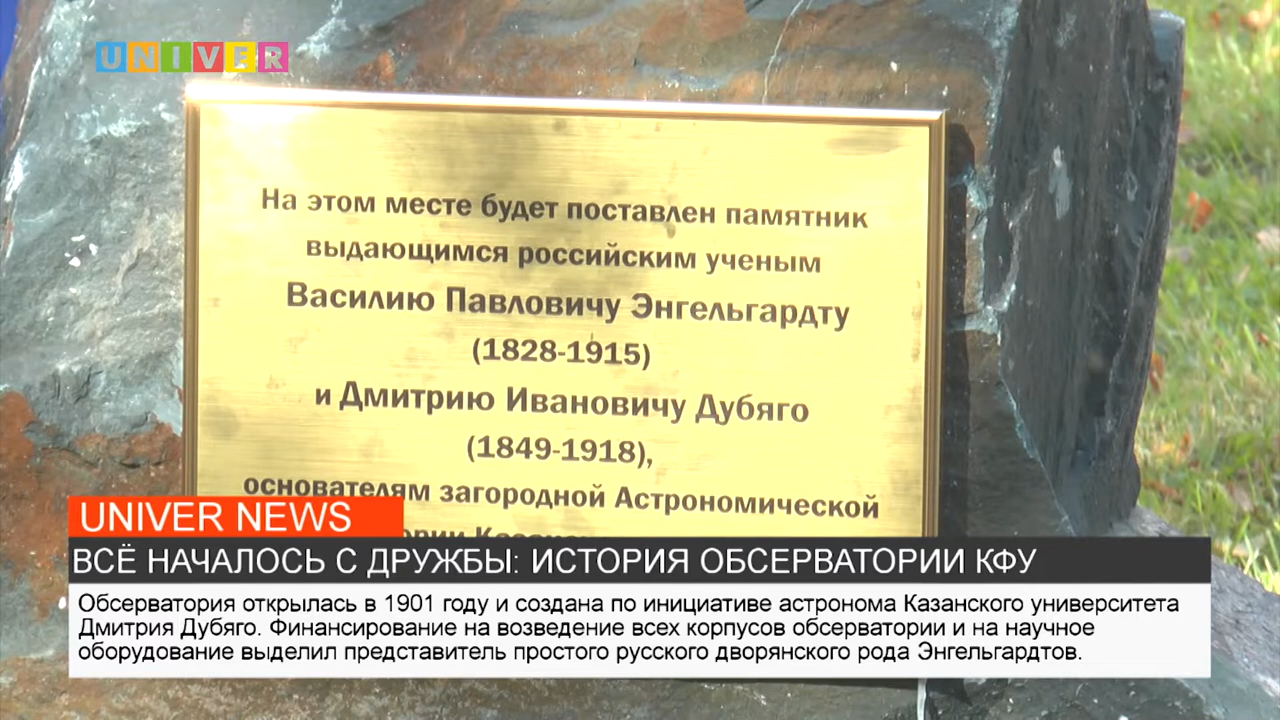 UNIVER
На этом месте будет поставлен памятник
выдающимся российским ученым
Василию Павловичу Энгельгардту
(1828-1915)
и Дмитрию Ивановичу Дубяго
(1849-1918),
основателям загородной Астрономической
UNIVER NEWS
ВСЁ НАЧАЛОСЬ С ДРУЖБЫ: ИСТОРИЯ ОБСЕРВАТОРИИ КФУ
Обсерватория открылась в 1901 году и создана по инициативе астронома Казанского университета
Дмитрия Дубяго. Финансирование на возведение всех корпусов обсерватории и на научное
оборудование выделил представитель простого русского дворянского рода Энгельгардтов.